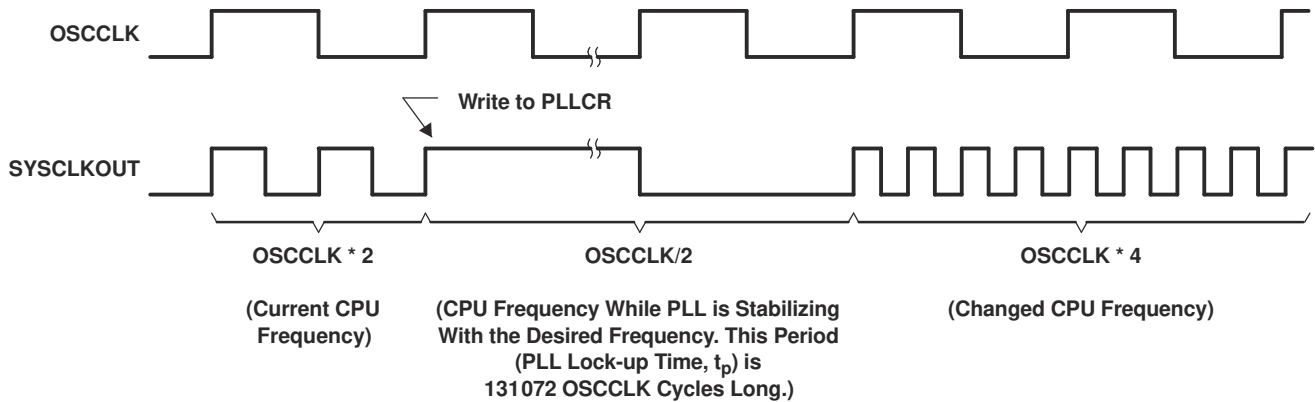 OSCCLK
Write to PLLCR
SYSCLKOUT
OSCCLK * 2
(Current CPU
Frequency)
OSCCLK/2
(CPU Frequency While PLL is Stabilizing
With the Desired Frequency. This Period
(PLL Lock-up Time, tp) is
131072 OSCCLK Cycles Long.)
OSCCLK * 4
(Changed CPU Frequency)